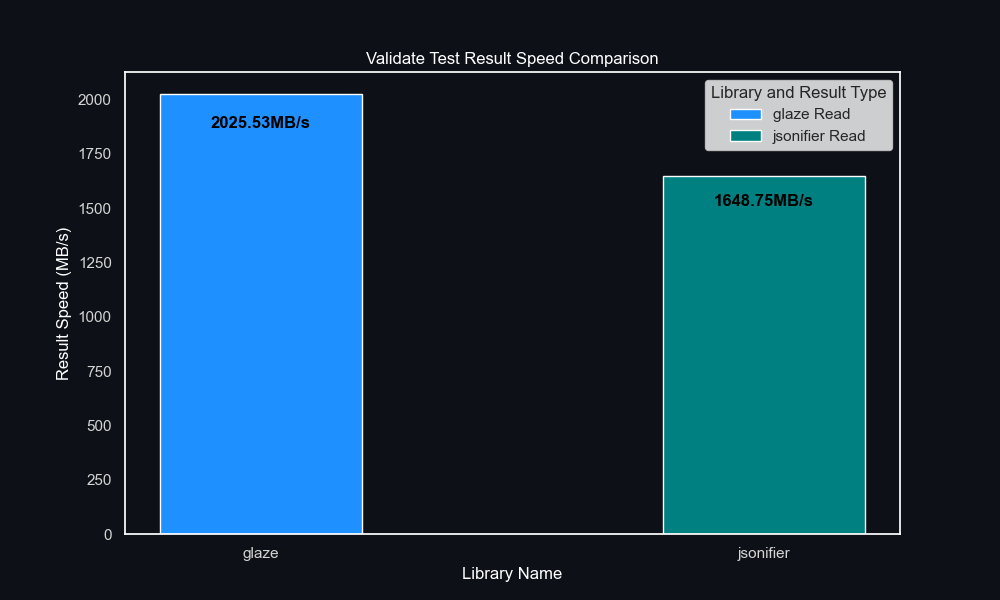 Validate Test Result Speed Comparison
Library and Result Type
glaze Read
jsonifier Read
2025.53MB/s
1648.75MB/s
Result Speed (MB/s)
2000
1750
1500
1250
1000
750
500
250
0
glaze
jsonifier
Library Name